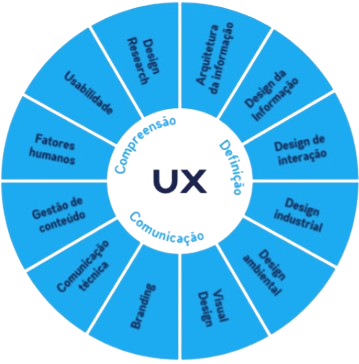 Arquitetura
da informação
Design da
Informação
Design de
interação
Design
industrial
Design
ambiental
Visual
Design
Branding
Comunicação
técnica
Gestão de
conteúdo
Fatores
humanos
Usabilidade
Design
Research
Compreensão
Definição
Comunicação
UX